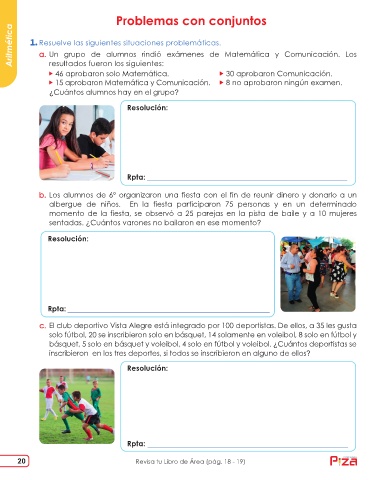 Aritmética
Problemas con conjuntos
1. Resuelve las siguientes situaciones problemáticas.
a. Un grupo de alumnos rindió exámenes de Matemática y Comunicación. Los
resultados fueron los siguientes:
46 aprobaron solo Matemática.
30 aprobaron Comunicación.
15 aprobaron Matemática y Comunicación.
8 no aprobaron ningún examen.
¿Cuántos alumnos hay en el grupo?
Resolución:
Rpta:
b. Los alumnos de 6° organizaron una fiesta con el fin de reunir dinero y donarlo a un
albergue de niños. En la fiesta participaron 75 personas y en un determinado
momento de la fiesta, se observó a 25 parejas en la pista de baile y a 10 mujeres
sentadas. ¿Cuántos varones no bailaron en ese momento?
Resolución:
Rpta:
c. El club deportivo Vista Alegre está integrado por 100 deportistas. De ellos, a 35 les gusta
solo fútbol, 20 se inscribieron solo en básquet, 14 solamente en voleibol, 8 solo en fútbol y
básquet, 5 solo en básquet y voleibol, 4 solo en fútbol y voleibol. ¿Cuántos deportistas se
inscribieron en los tres deportes, si todos se inscribieron en alguno de ellos?
Resolución:
Rpta:
20
Revisa tu Libro de Área (pág. 18 - 19)
Piza